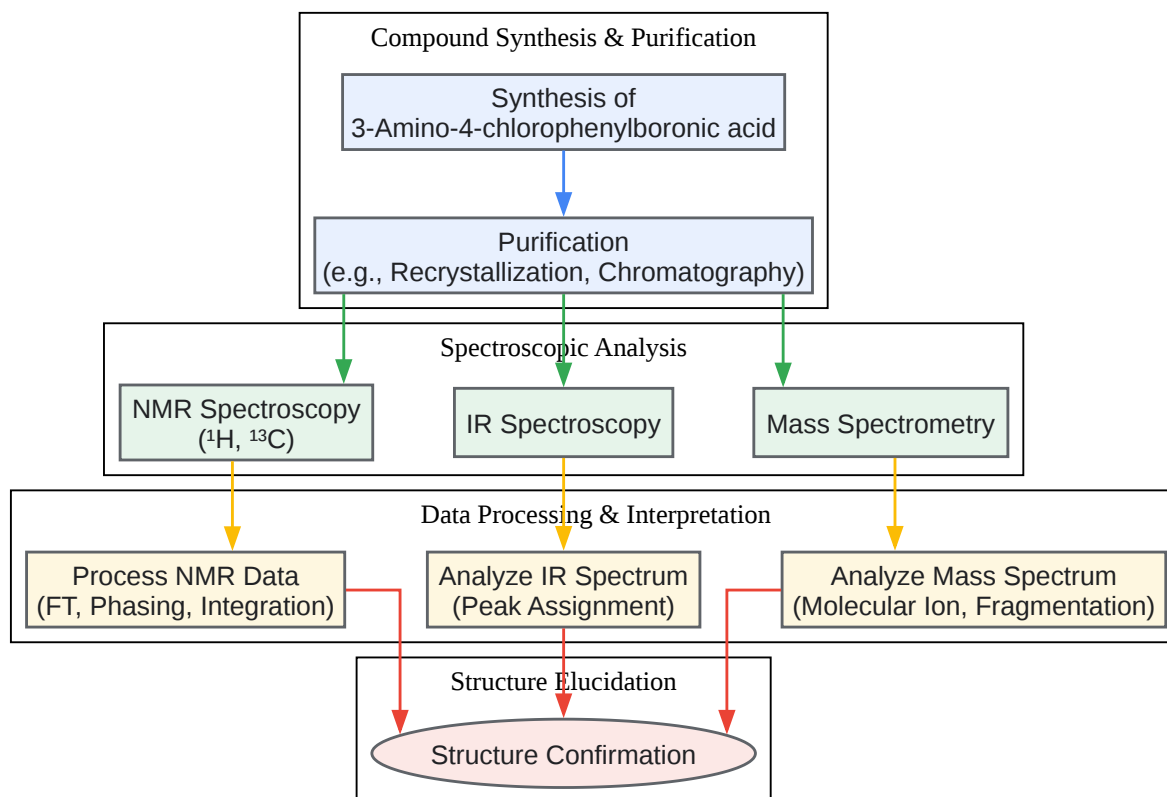 Compound Synthesis & Purification
Synthesis of
3-Amino-4-chlorophenylboronic acid
Purification
(e.g., Recrystallization, Chromatography)
Spectroscopic Analysis
NMR Spectroscopy
(¹H, ¹³C)
IR Spectroscopy
Mass Spectrometry
Data Processing & Interpretation
Process NMR Data
(FT, Phasing, Integration)
Analyze IR Spectrum
(Peak Assignment)
Analyze Mass Spectrum
(Molecular Ion, Fragmentation)
Structure Elucidation
Structure Confirmation